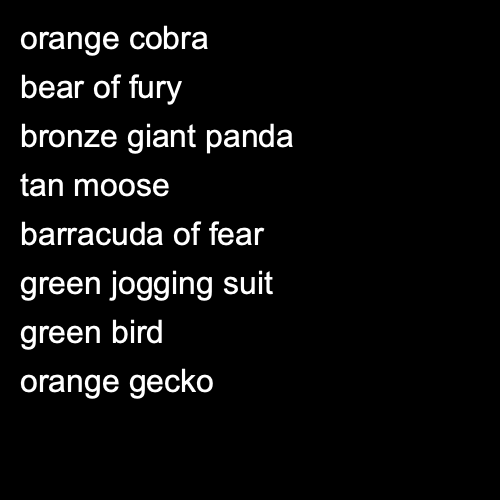 orange cobra
bear of fury
bronze giant panda
tan moose
barracuda of fear
green jogging suit
green bird
orange gecko